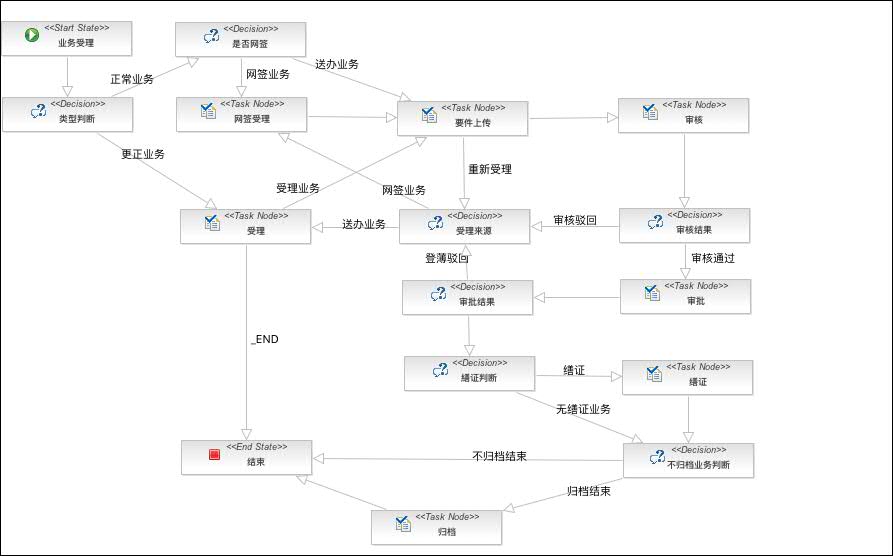 <<Start State>>
业务受理
<<Decision>>
是否网签
正常业务
网签业务
送办业务
<<Decision>>
类型判断
<<Task Node>>
网签受理
<<Task Node>>
要件上传
<<Task Node>>
审核
更正业务
受理业务
网签业务
重新受理
<<Task Node>>
受理
送办业务
<<Decision>>
受理来源
审核驳回
<<Decision>>
审核结果
登薄驳回
审核通过
<<Decision>>
审批结果
<<Task Node>>
审批
_END
<<Decision>>
缮证判断
缮证
<<Task Node>>
缮证
无缮证业务
<<End State>>
结束
不归档结束
<<Decision>>
不归档业务判断
归档结束
<<Task Node>>
归档